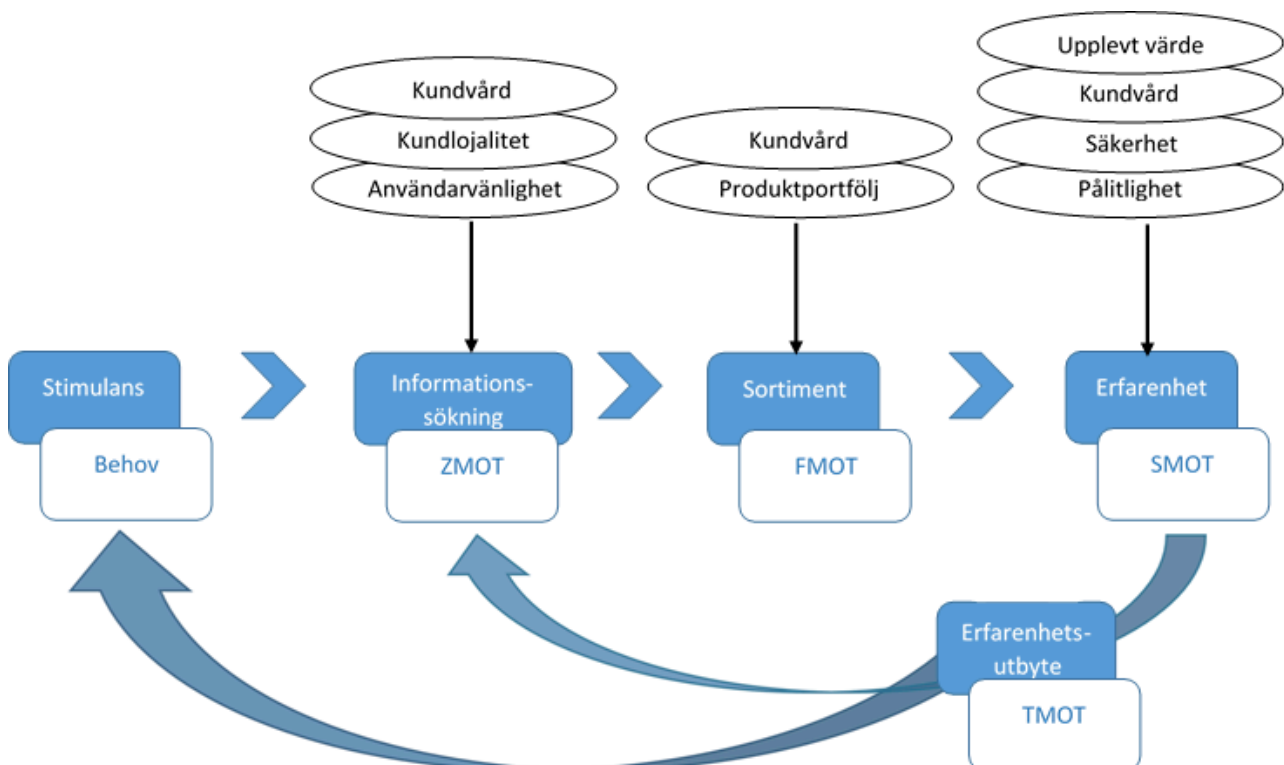 Kundvård
Kundlojalitet
Användarvänlighet
Kundvård
Produktportfölj
Upplevt värde
Kundvård
Säkerhet
Pålitlighet
Stimulans
Behov
Informations-
sökning
ZMOT
Sortiment
FMOT
Erfarenhet
SMOT
Erfarenhets-
utbyte
TMOT